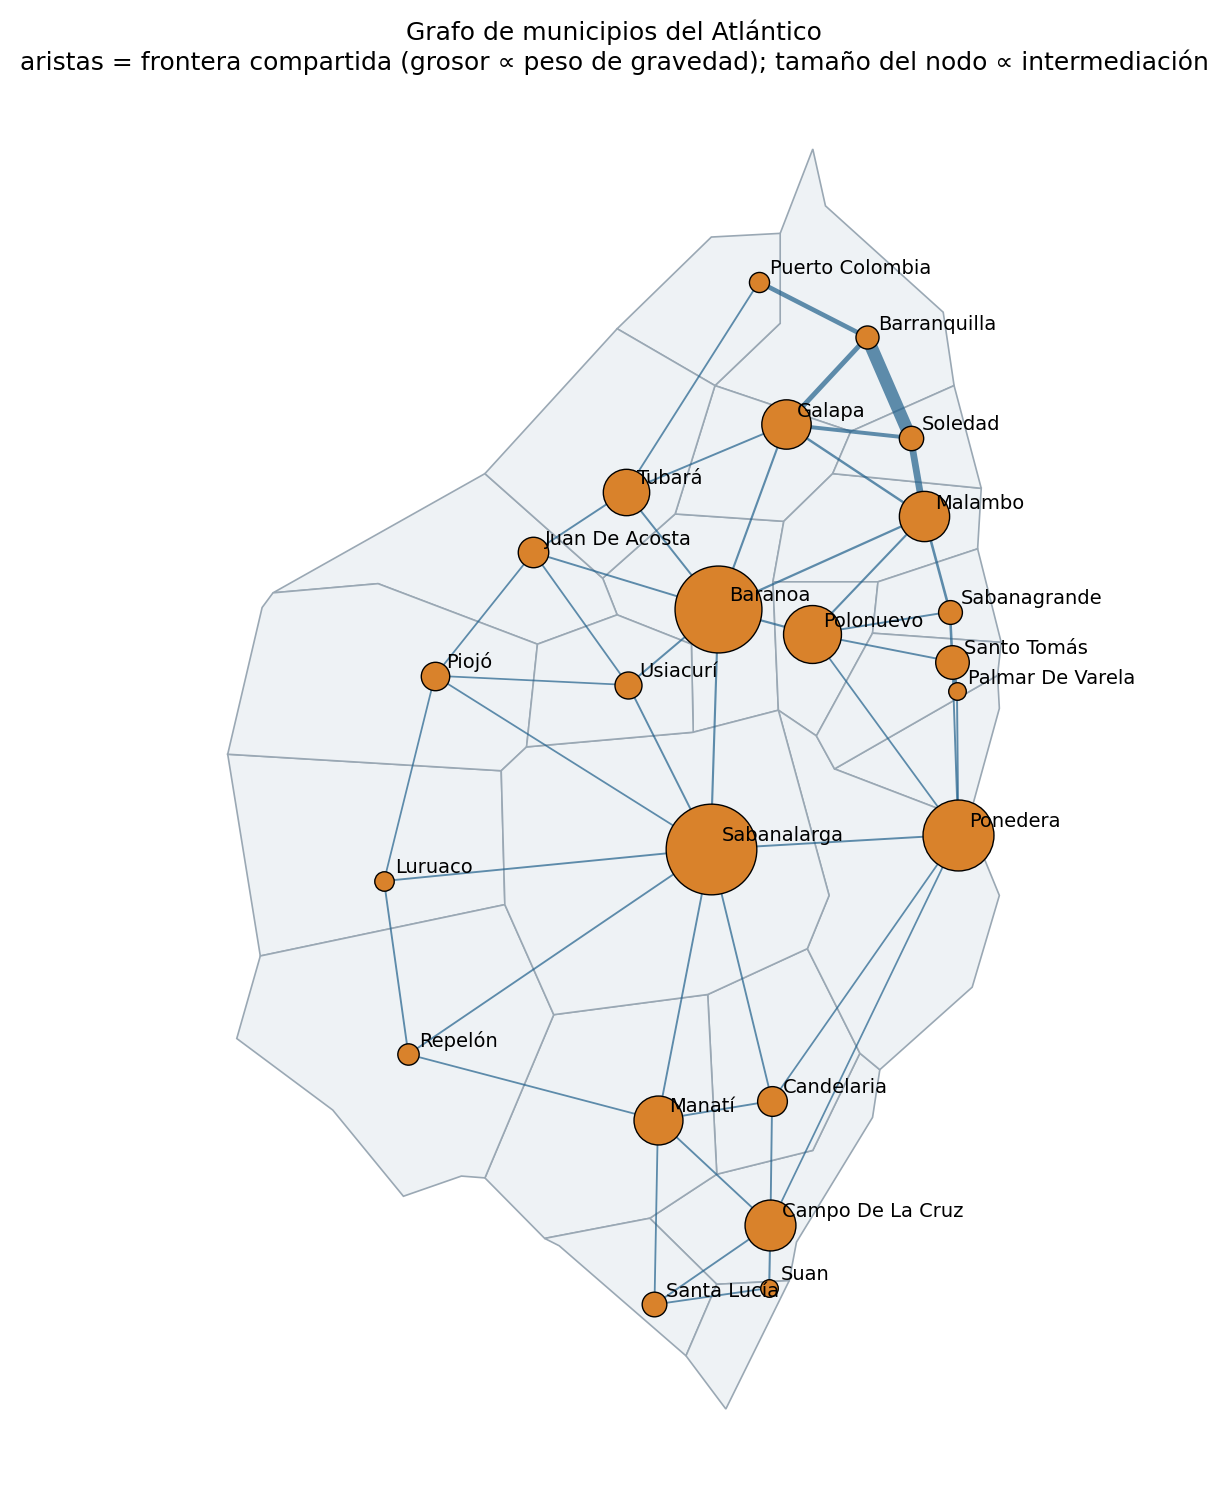 Grafo de municipios del Atlántico
aristas = frontera compartida (grosor ∝ peso de gravedad); tamaño del nodo ∝ intermediación
Puerto Colombia
Barranquilla
Galapa
Soledad
Tubará
Malambo
Juan De Acosta
Baranoa
Sabanagrande
Polonuevo
Santo Tomás
Piojó
Usiacurí
Palmar De Varela
Ponedera
Sabanalarga
Luruaco
Repelón
Candelaria
Manatí
Campo De La Cruz
Suan
Santa Lucía